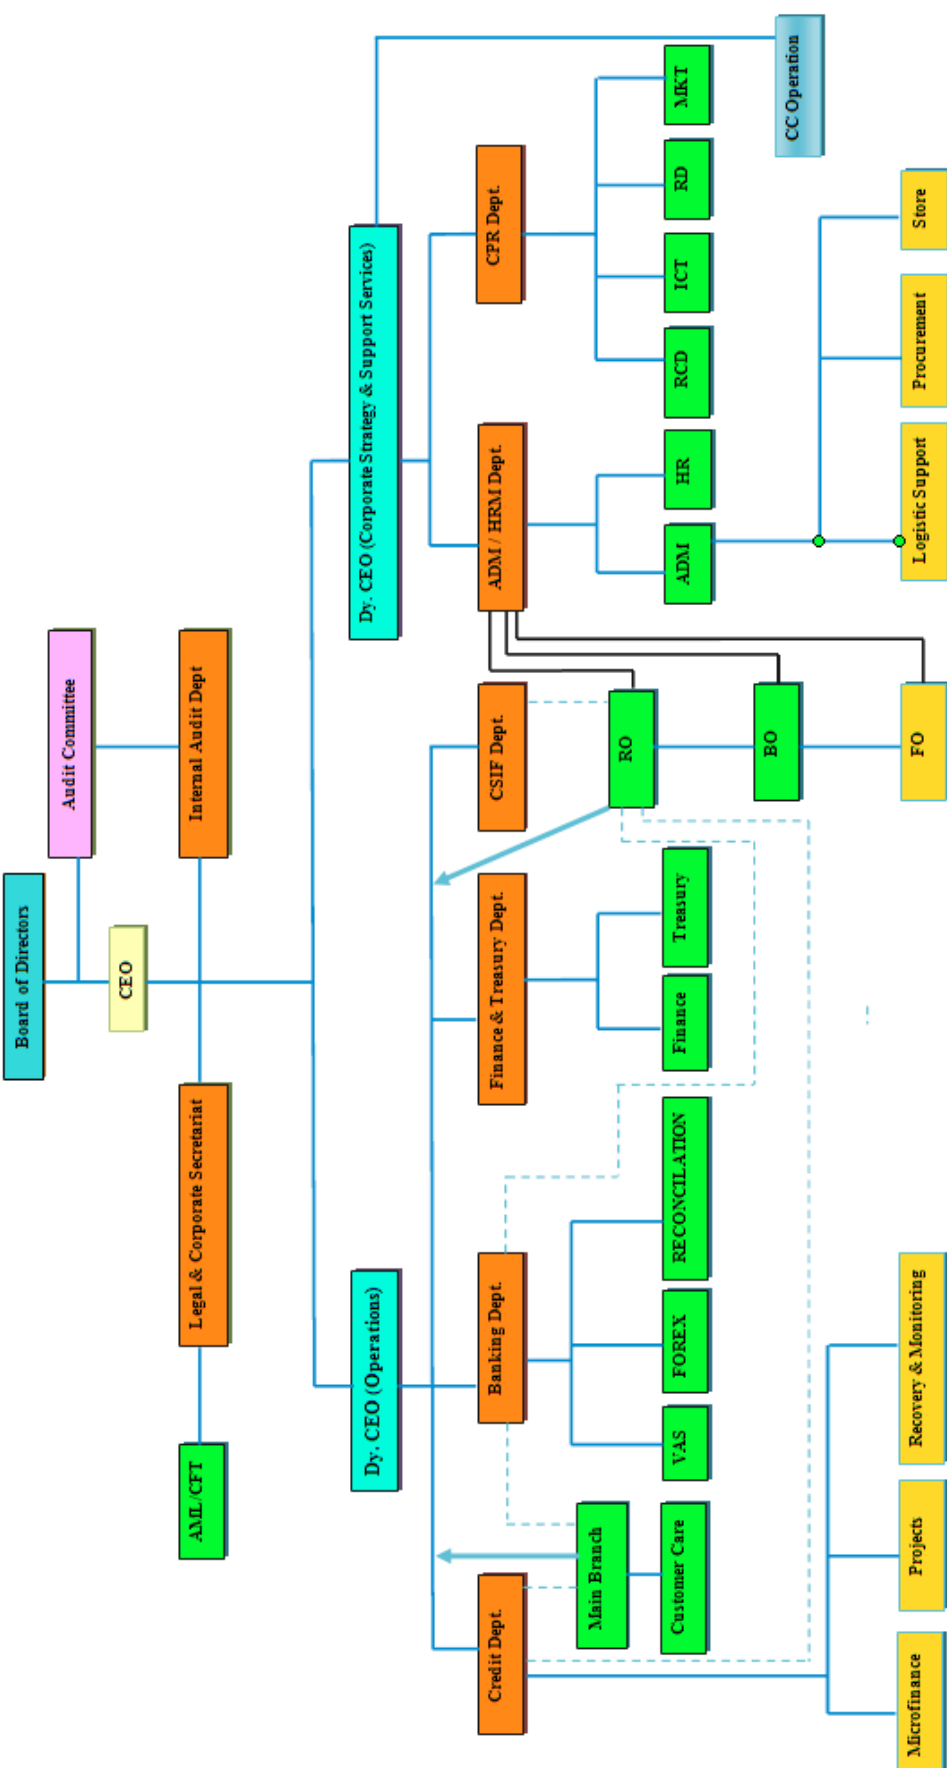 Board of Directors
Audit Committee
CEO
AML/CFT
Legal & Corporate Secretariat
Internal Audit Dept
Dy. CEO (Operations)
Dy. CEO (Corporate Strategy & Support Services)
Credit Dept.
Banking Dept.
Finance & Treasury Dept.
CSIF Dept.
ADM / HRM Dept.
CPR Dept.
Main Branch
RO
Customer Care
VAS
FOREX
RECONCILATION
Finance
Treasury
ADM
HR
RCD
ICT
RD
MKT
BO
CC Operation
Microfinance
Projects
Recovery & Monitoring
FO
Logistic Support
Procurement
Store